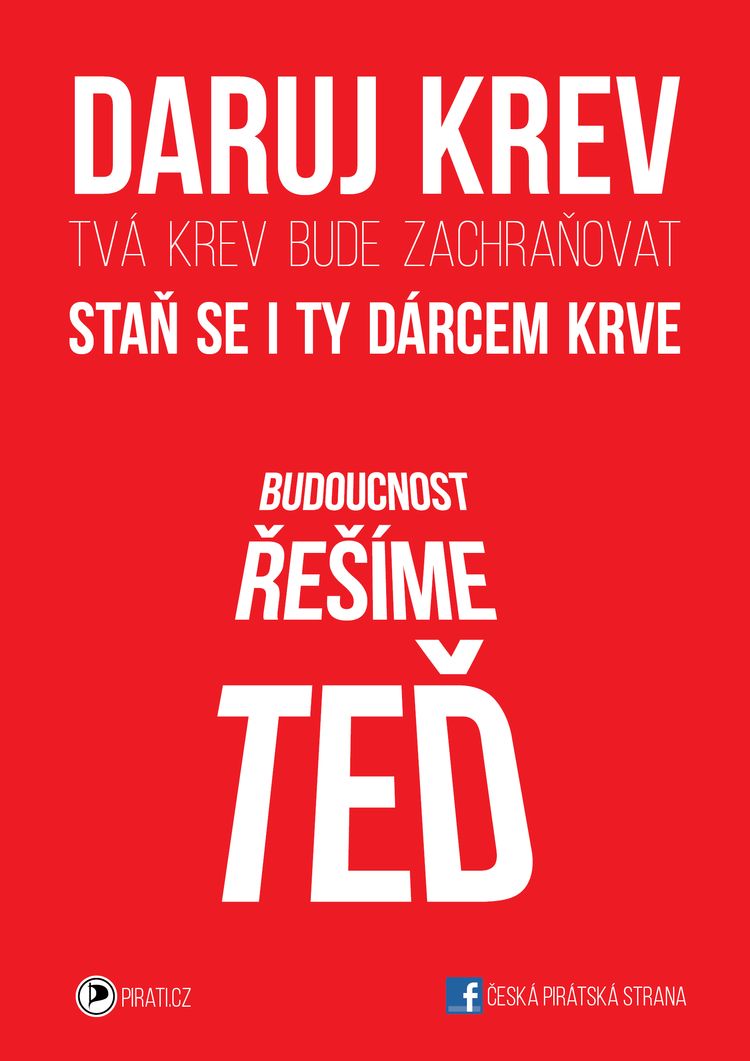 DARUJ KREV
TVÁ KREV BUDE ZACHRAŇOVAT
STAŇ SE I TY DÁRCEM KRVE
BUDOUCNOST
ŘEŠÍME
TEĎ
PIRATI.CZ
f ČESKÁ PIRÁTSKÁ STRANA